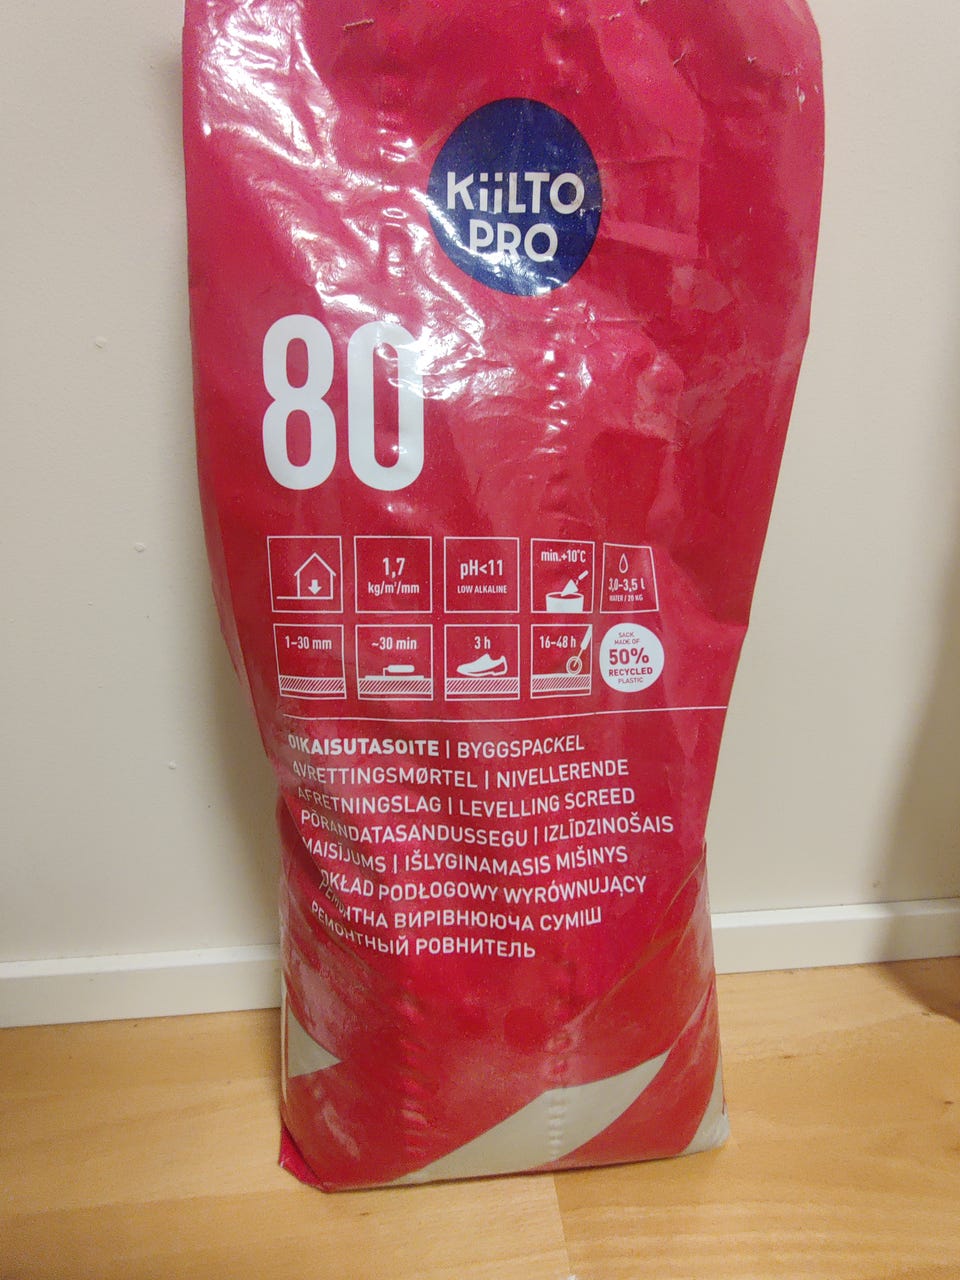 KiiLTO
PRO
80
1,7
kg/m²/mm
pH<11
LOW ALKALINE
min.+10°C
3,0–3,5 l
WATER / 20 KG
1–30 mm
~30 min
3 h
16–48 h
SACK
MADE OF
50%
RECYCLED
PLASTIC
OIKAISUTASOITE | BYGGSPACKEL
AVRETTINGSMØRTEL | NIVELLERENDE
AFRETNINGSLAG | LEVELLING SCREED
PÕRANDATASANDUSSEGU | IZLĪDZINOŠAIS
MAISĪJUMS | IŠLYGINAMASIS MIŠINYS
PODKŁAD PODŁOGOWY WYRÓWNUJĄCY
РЕМОНТНА ВИРІВНЮЮЧА СУМІШ
РЕМОНТНЫЙ РОВНИТЕЛЬ